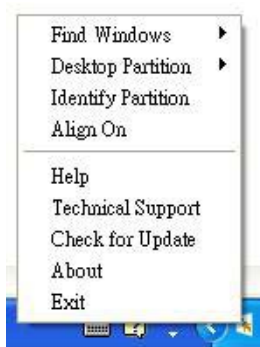 Find Windows
Desktop Partition
Identify Partition
Align On
Help
Technical Support
Check for Update
About
Exit